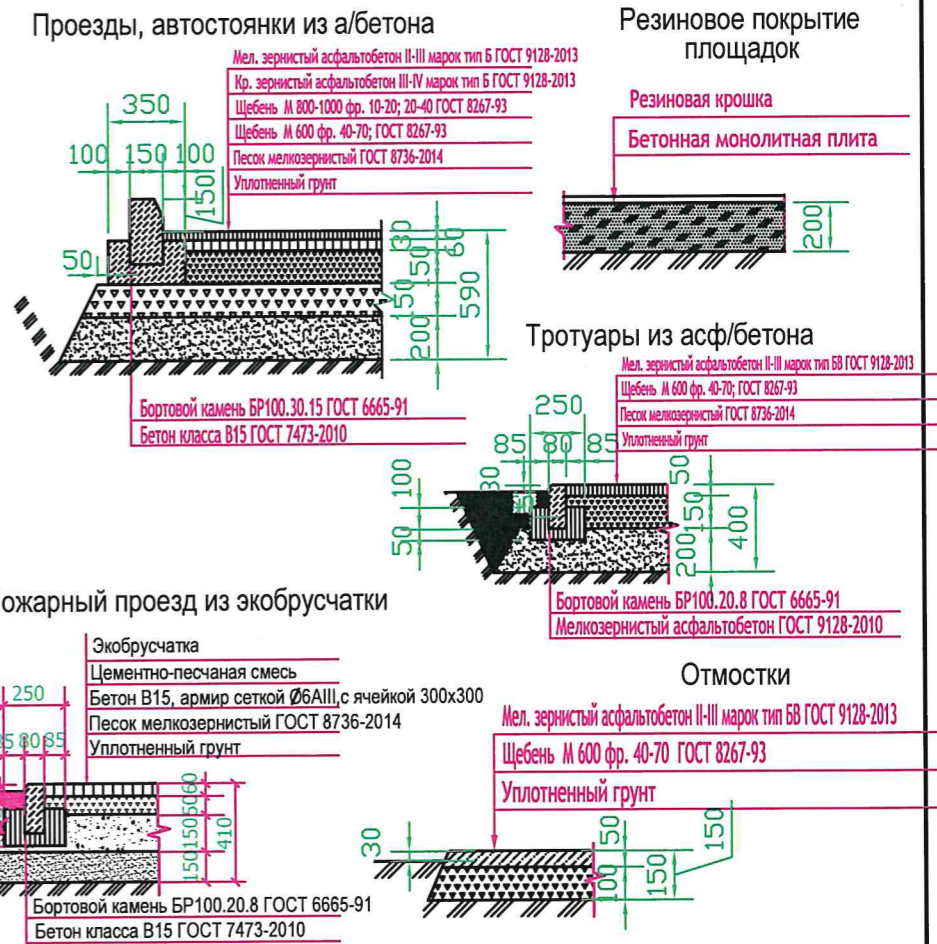 Проезды, автостоянки из а/бетона
Мел. зернистый асфальтобетон II-III марок тип Б ГОСТ 9128-2013
Кр. зернистый асфальтобетон III-IV марок тип Б ГОСТ 9128-2013
Щебень М 800-1000 фр. 10-20; 20-40 ГОСТ 8267-93
Щебень М 600 фр. 40-70; ГОСТ 8267-93
Песок мелкозернистый ГОСТ 8736-2014
Уплотненный грунт
350
100 150 100
150
50
30
60
150
150
200
590
Бортовой камень БР100.30.15 ГОСТ 6665-91
Бетон класса В15 ГОСТ 7473-2010
Резиновое покрытие
площадок
Резиновая крошка
Бетонная монолитная плита
200
Тротуары из асф/бетона
Мел. зернистый асфальтобетон II-III марок тип БВ ГОСТ 9128-2013
Щебень М 600 фр. 40-70; ГОСТ 8267-93
Песок мелкозернистый ГОСТ 8736-2014
Уплотненный грунт
250
85 80 85
100
50
30
50
150
200
400
Бортовой камень БР100.20.8 ГОСТ 6665-91
Мелкозернистый асфальтобетон ГОСТ 9128-2010
ожарный проезд из экобрусчатки
Экобрусчатка
Цементно-песчаная смесь
Бетон В15, армир сеткой Ø6АIII,с ячейкой 300х300
Песок мелкозернистый ГОСТ 8736-2014
Уплотненный грунт
250
85 80 85
60
50
150
150
410
Бортовой камень БР100.20.8 ГОСТ 6665-91
Бетон класса В15 ГОСТ 7473-2010
Отмостки
Мел. зернистый асфальтобетон II-III марок тип БВ ГОСТ 9128-2013
Щебень М 600 фр. 40-70 ГОСТ 8267-93
Уплотненный грунт
30
50
100
150
150